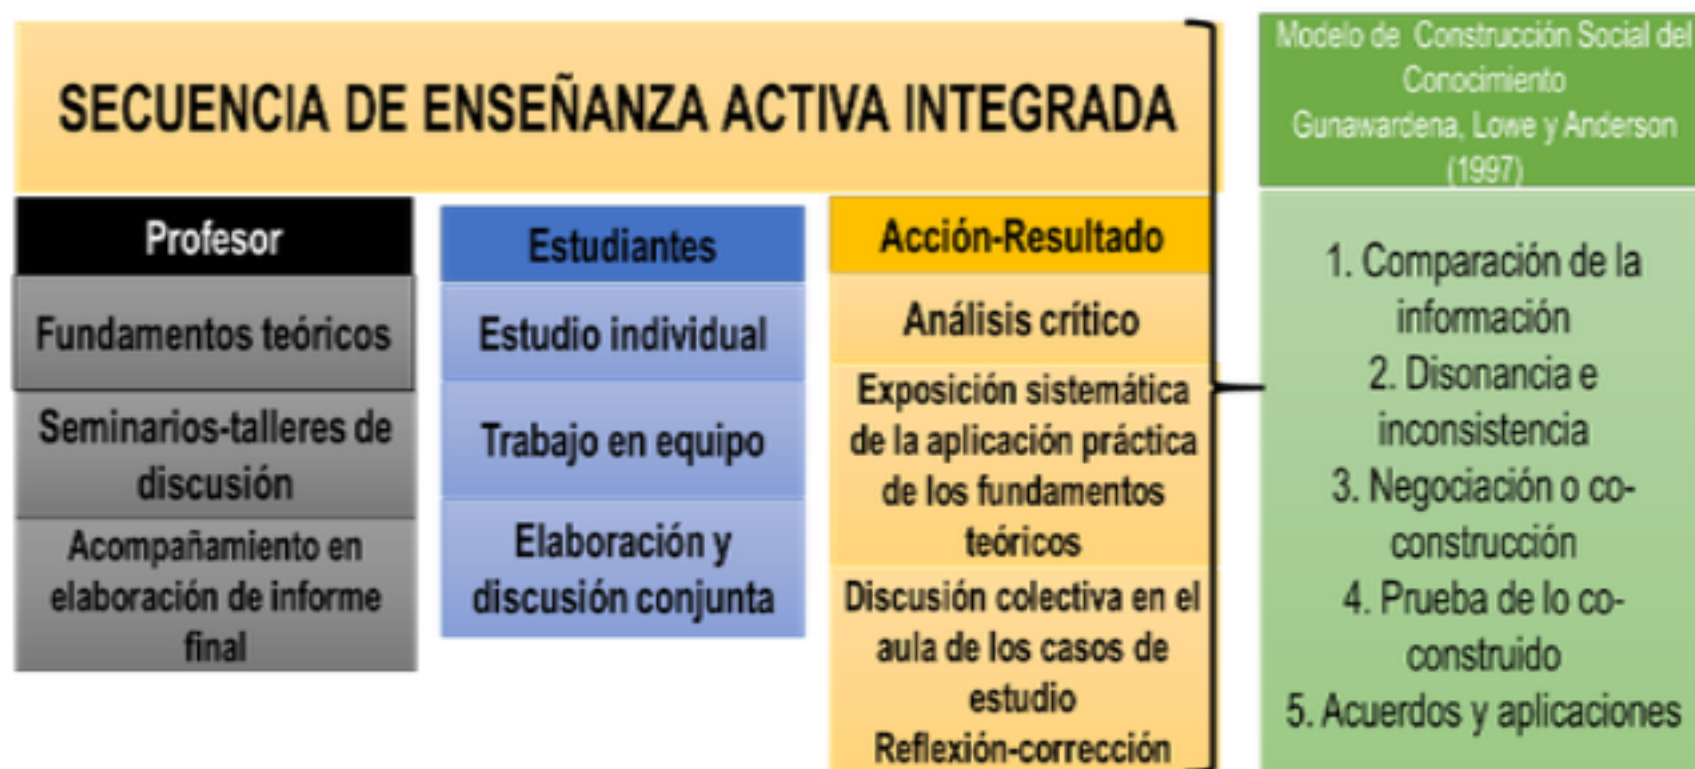 SECUENCIA DE ENSEÑANZA ACTIVA INTEGRADA
Profesor
Fundamentos teóricos
Seminarios-talleres de
discusión
Acompañamiento en
elaboración de informe
final
Estudiantes
Estudio individual
Trabajo en equipo
Elaboración y
discusión conjunta
Acción-Resultado
Análisis crítico
Exposición sistemática
de la aplicación práctica
de los fundamentos
teóricos
Discusión colectiva en el
aula de los casos de
estudio
Reflexión-corrección
Modelo de Construcción Social del
Conocimiento
Gunawardena, Lowe y Anderson
(1997)
1. Comparación de la
información
2. Disonancia e
inconsistencia
3. Negociación o co-
construcción
4. Prueba de lo co-
construido
5. Acuerdos y aplicaciones